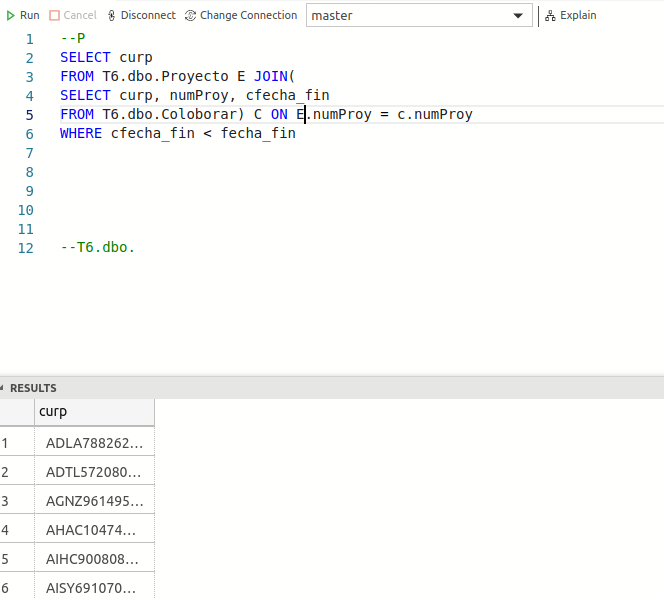 Run Cancel Disconnect Change Connection master Explain
1 --P
2 SELECT curp
3 FROM T6.dbo.Proyecto E JOIN(
4 SELECT curp, numProy, cfecha_fin
5 FROM T6.dbo.Coloborar) C ON E.numProy = c.numProy
6 WHERE cfecha_fin < fecha_fin
7
8
9
10
11
12 --T6.dbo.
RESULTS
curp
1 ADLA788262...
2 ADTL572080...
3 AGNZ961495...
4 AHAC10474...
5 AIHC900808...
6 AISY691070...